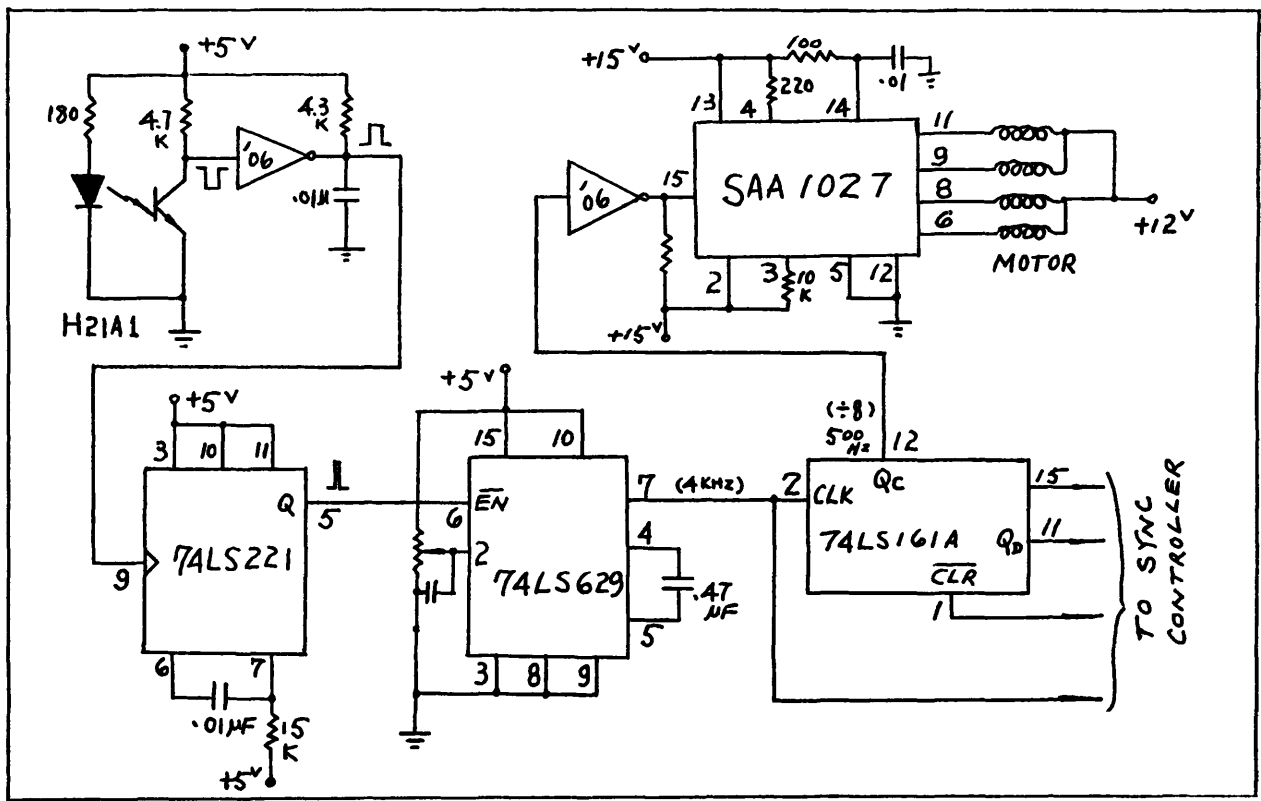 +5V
180
4.7
K
'06
4.3
K
.01µ
H21A1
+15V
100
.01
220
13
4
14
'06
15
SAA 1027
11
9
8
6
+12V
MOTOR
2
3
10
K
5
12
+15V
+5V
3
10
11
Q
5
74LS221
9
6
7
.01µF
15
K
+5V
+5V
15
10
6
EN
2
74LS629
7
(4KHZ)
4
.47
µF
5
3
8
9
(÷8)
500
HZ
12
2
CLK
QC
74LS161A
QD
CLR
15
11
1
TO SYNC
CONTROLLER